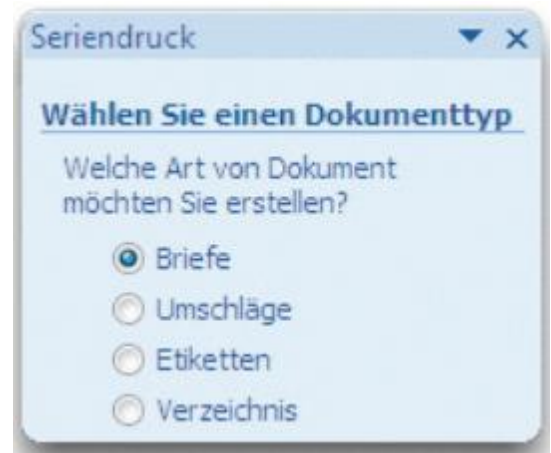 Seriendruck
Wählen Sie einen Dokumenttyp
Welche Art von Dokument
möchten Sie erstellen?
Briefe
Umschläge
Etiketten
Verzeichnis